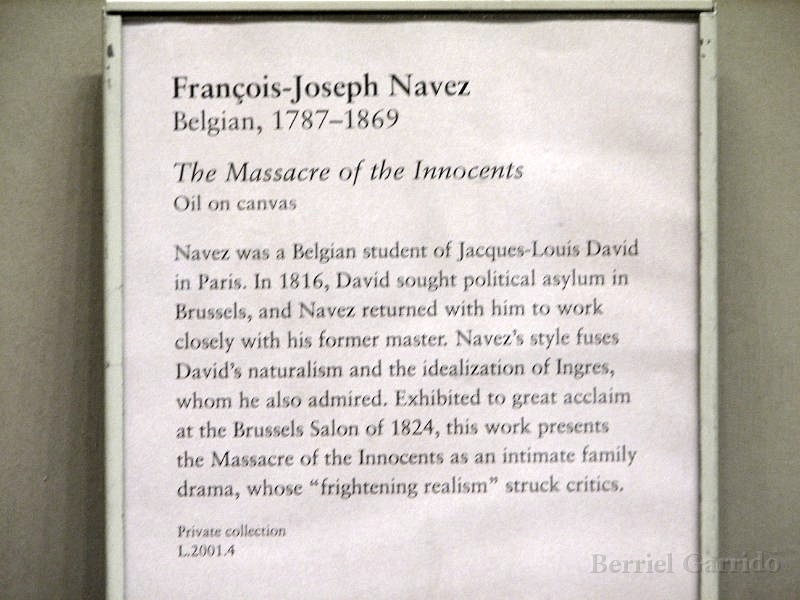 François-Joseph Navez
Belgian, 1787–1869
The Massacre of the Innocents
Oil on canvas
Navez was a Belgian student of Jacques-Louis David
in Paris. In 1816, David sought political asylum in
Brussels, and Navez returned with him to work
closely with his former master. Navez's style fuses
David's naturalism and the idealization of Ingres,
whom he also admired. Exhibited to great acclaim
at the Brussels Salon of 1824, this work presents
the Massacre of the Innocents as an intimate family
drama, whose “frightening realism” struck critics.
Private collection
L.2001.4
Berriel Garrido